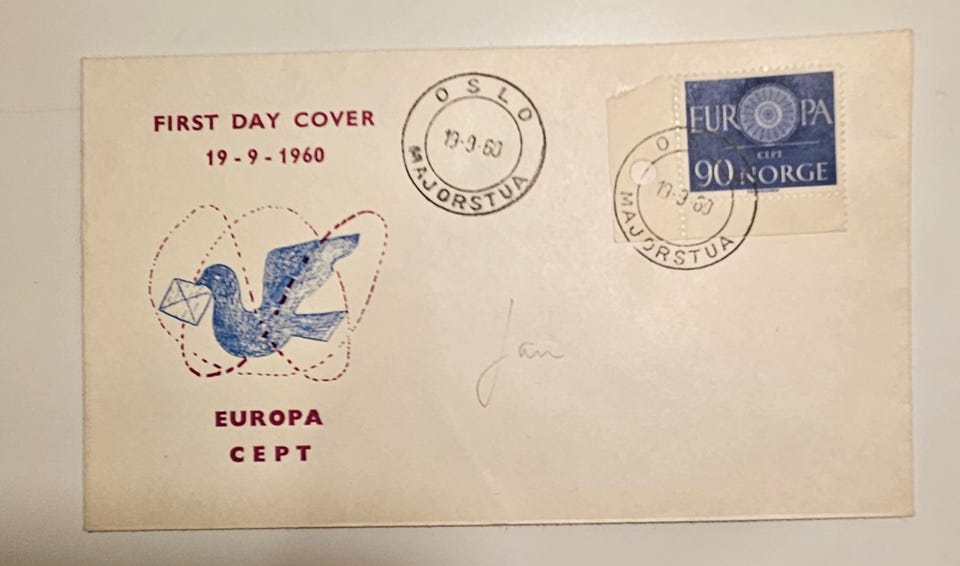 FIRST DAY COVER
19-9-1960
OSLO
19-9-60
MAJORSTUA
EUROPA
CEPT
90 NORGE
O
19-9-60
MAJORSTUA
Jan
EUROPA
CEPT